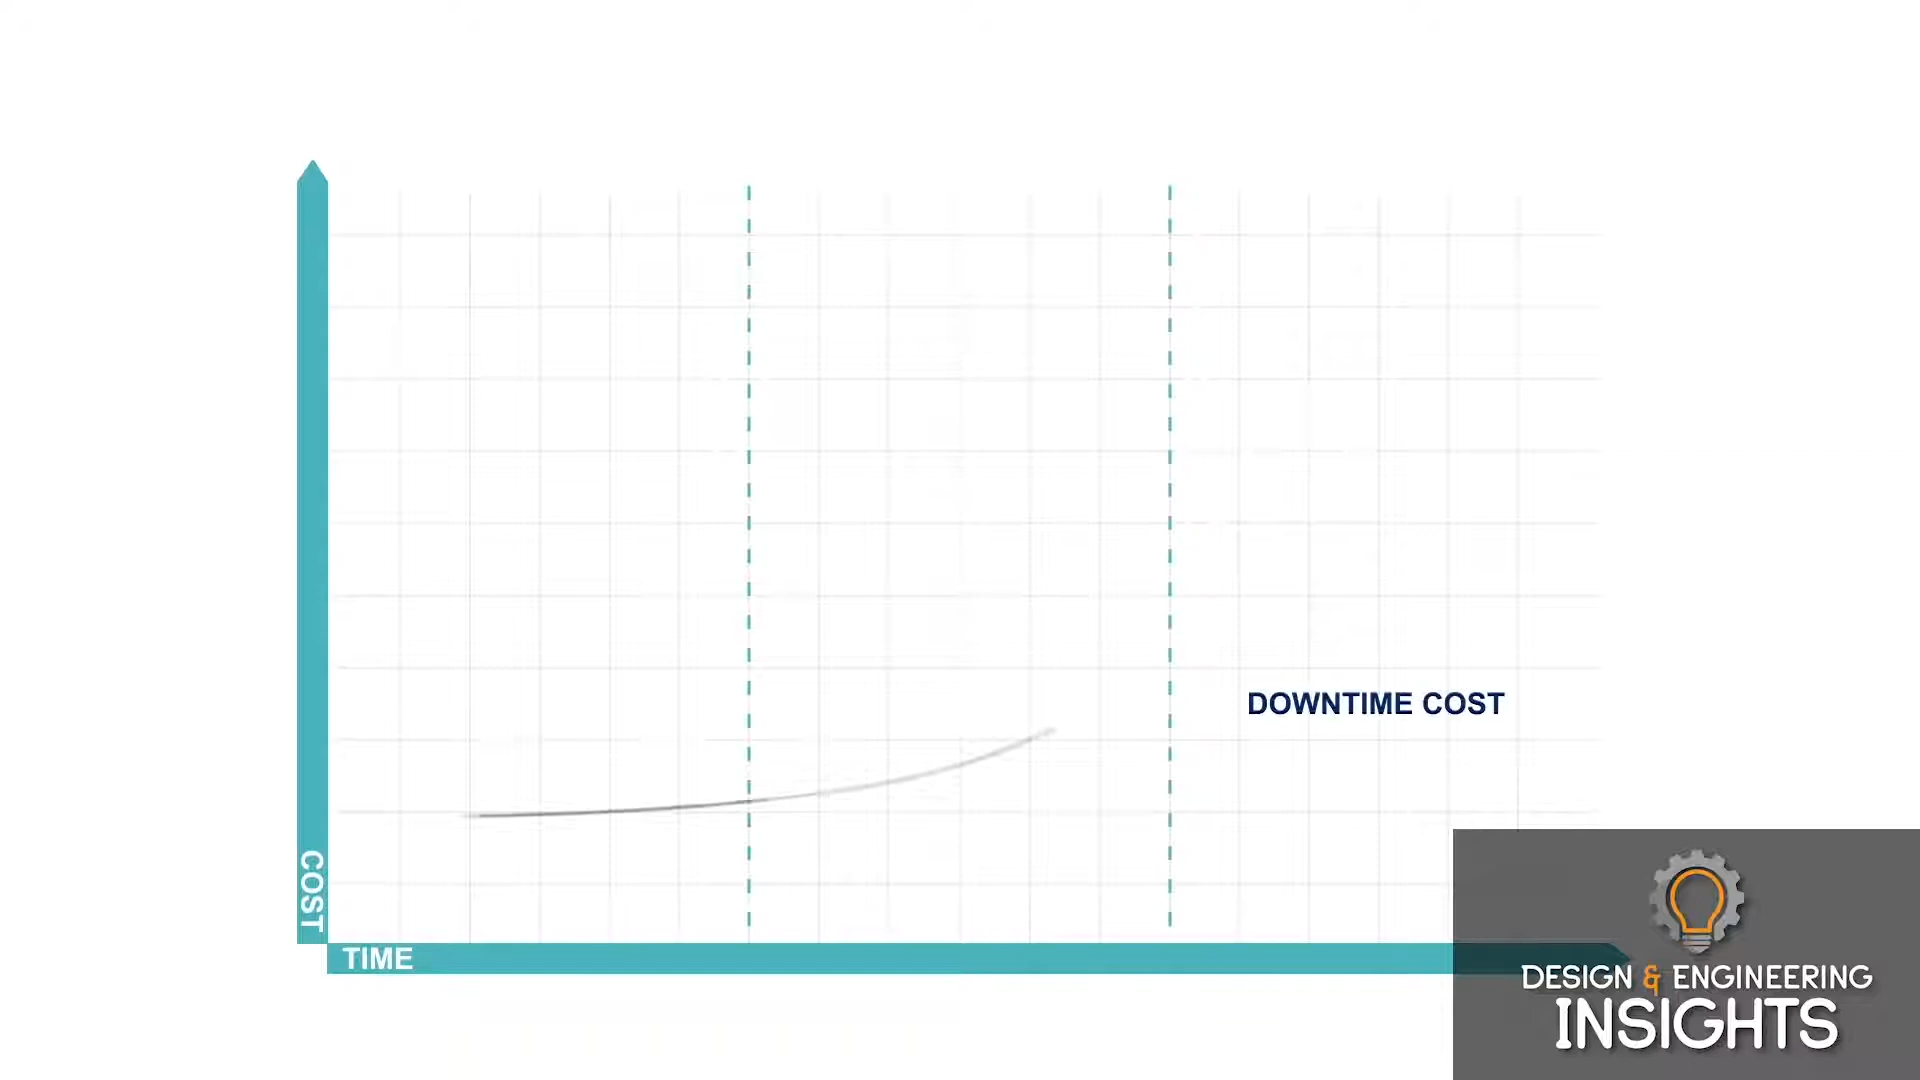 DOWNTIME COST
COST
TIME
DESIGN & ENGINEERING
INSIGHTS